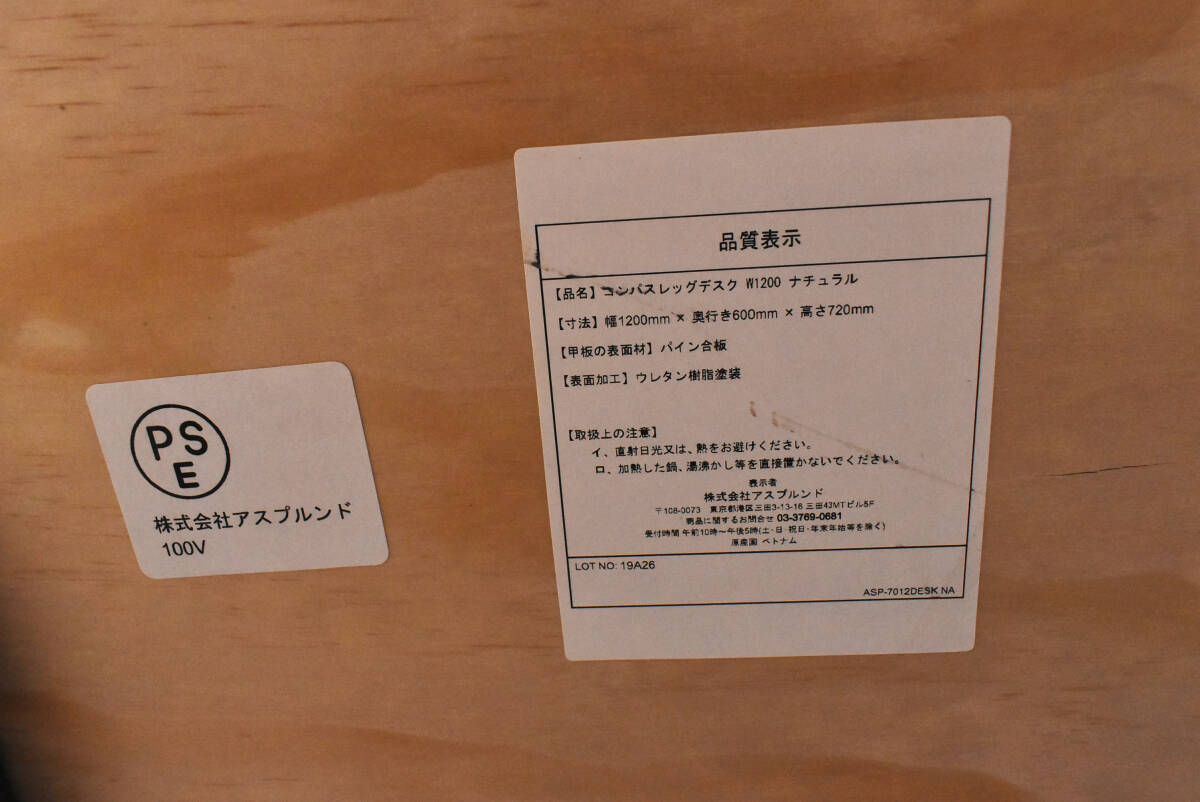 PS
E
株式会社アスプルンド
100V
品質表示
【品名】コンパスレッグデスク W1200 ナチュラル
【寸法】幅1200mm × 奥行き600mm × 高さ720mm
【甲板の表面材】パイン合板
【表面加工】ウレタン樹脂塗装
【取扱上の注意】
イ、直射日光又は、熱をお避けください。
ロ、加熱した鍋、湯沸かし等を直接置かないでください。
表示者
株式会社アスプルンド
〒108-0073 東京都港区三田3-13-16 三田43MTビル5F
商品に関するお問合せ 03-3769-0681
受付時間 午前10時～午後5時(土・日・祝日・年末年始等を除く)
原産国 ベトナム
LOT NO: 19A26
ASP-7012DESK NA